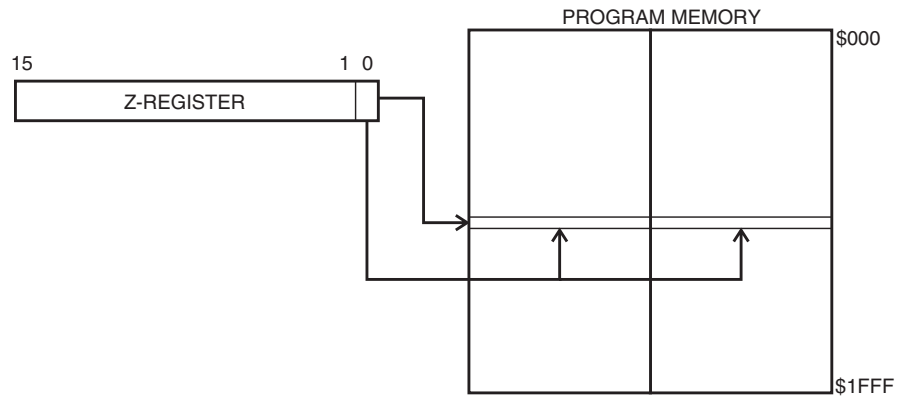 PROGRAM MEMORY
$000
15
1 0
Z-REGISTER
$1FFF